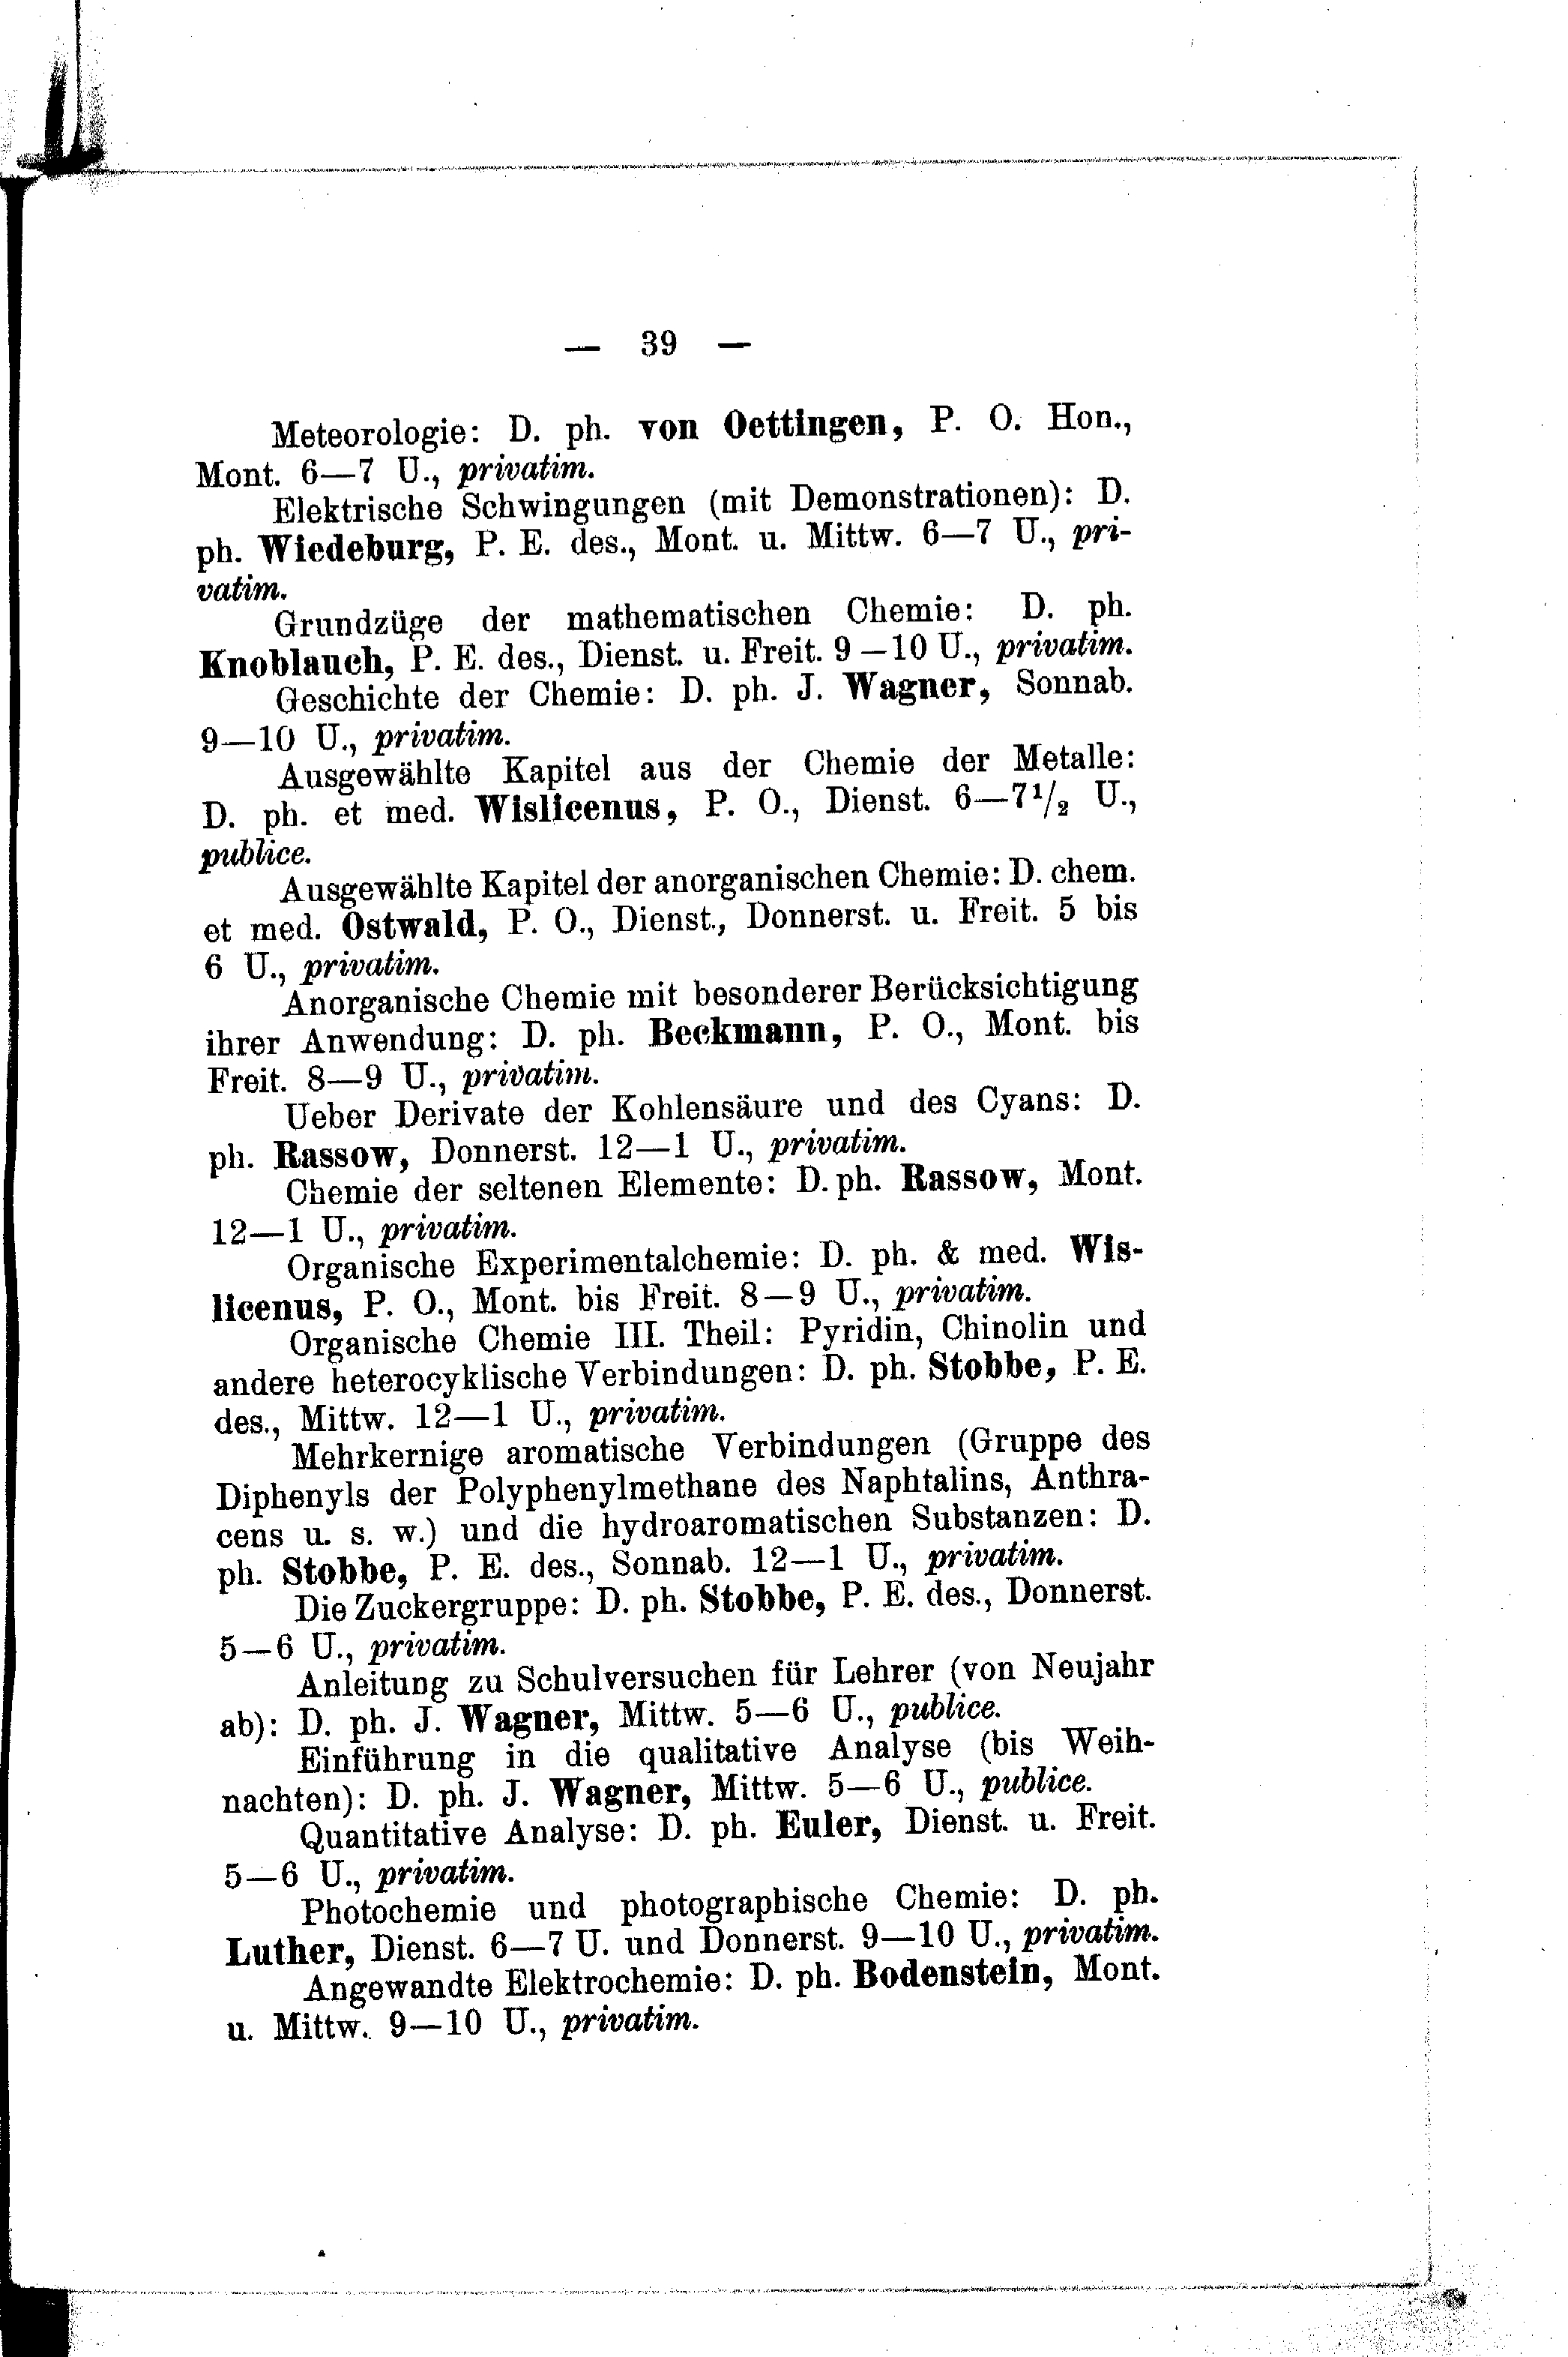 — 39 —
Meteorologie: D. ph. von Oettingen, P. O. Hon.,
Mont. 6—7 U., privatim.
Elektrische Schwingungen (mit Demonstrationen): D.
ph. Wiedeburg, P. E. des., Mont. u. Mittw. 6—7 U., pri-
vatim.
Grundzüge der mathematischen Chemie: D. ph.
Knoblauch, P. E. des., Dienst. u. Freit. 9—10 U., privatim.
Geschichte der Chemie: D. ph. J. Wagner, Sonnab.
9—10 U., privatim.
Ausgewählte Kapitel aus der Chemie der Metalle:
D. ph. et med. Wislicenus, P. O., Dienst. 6—7¹/₂ U.,
publice.
Ausgewählte Kapitel der anorganischen Chemie: D. chem.
et med. Ostwald, P. O., Dienst., Donnerst. u. Freit. 5 bis
6 U., privatim.
Anorganische Chemie mit besonderer Berücksichtigung
ihrer Anwendung: D. ph. Beckmann, P. O., Mont. bis
Freit. 8—9 U., privatim.
Ueber Derivate der Kohlensäure und des Cyans: D.
ph. Rassow, Donnerst. 12—1 U., privatim.
Chemie der seltenen Elemente: D. ph. Rassow, Mont.
12—1 U., privatim.
Organische Experimentalchemie: D. ph. & med. Wis-
licenus, P. O., Mont. bis Freit. 8—9 U., privatim.
Organische Chemie III. Theil: Pyridin, Chinolin und
andere heterocyklische Verbindungen: D. ph. Stobbe, P. E.
des., Mittw. 12—1 U., privatim.
Mehrkernige aromatische Verbindungen (Gruppe des
Diphenyls der Polyphenylmethane des Naphtalins, Anthra-
cens u. s. w.) und die hydroaromatischen Substanzen: D.
ph. Stobbe, P. E. des., Sonnab. 12—1 U., privatim.
Die Zuckergruppe: D. ph. Stobbe, P. E. des., Donnerst.
5—6 U., privatim.
Anleitung zu Schulversuchen für Lehrer (von Neujahr
ab): D. ph. J. Wagner, Mittw. 5—6 U., publice.
Einführung in die qualitative Analyse (bis Weih-
nachten): D. ph. J. Wagner, Mittw. 5—6 U., publice.
Quantitative Analyse: D. ph. Euler, Dienst. u. Freit.
5—6 U., privatim.
Photochemie und photographische Chemie: D. ph.
Luther, Dienst. 6—7 U. und Donnerst. 9—10 U., privatim.
Angewandte Elektrochemie: D. ph. Bodenstein, Mont.
u. Mittw. 9—10 U., privatim.